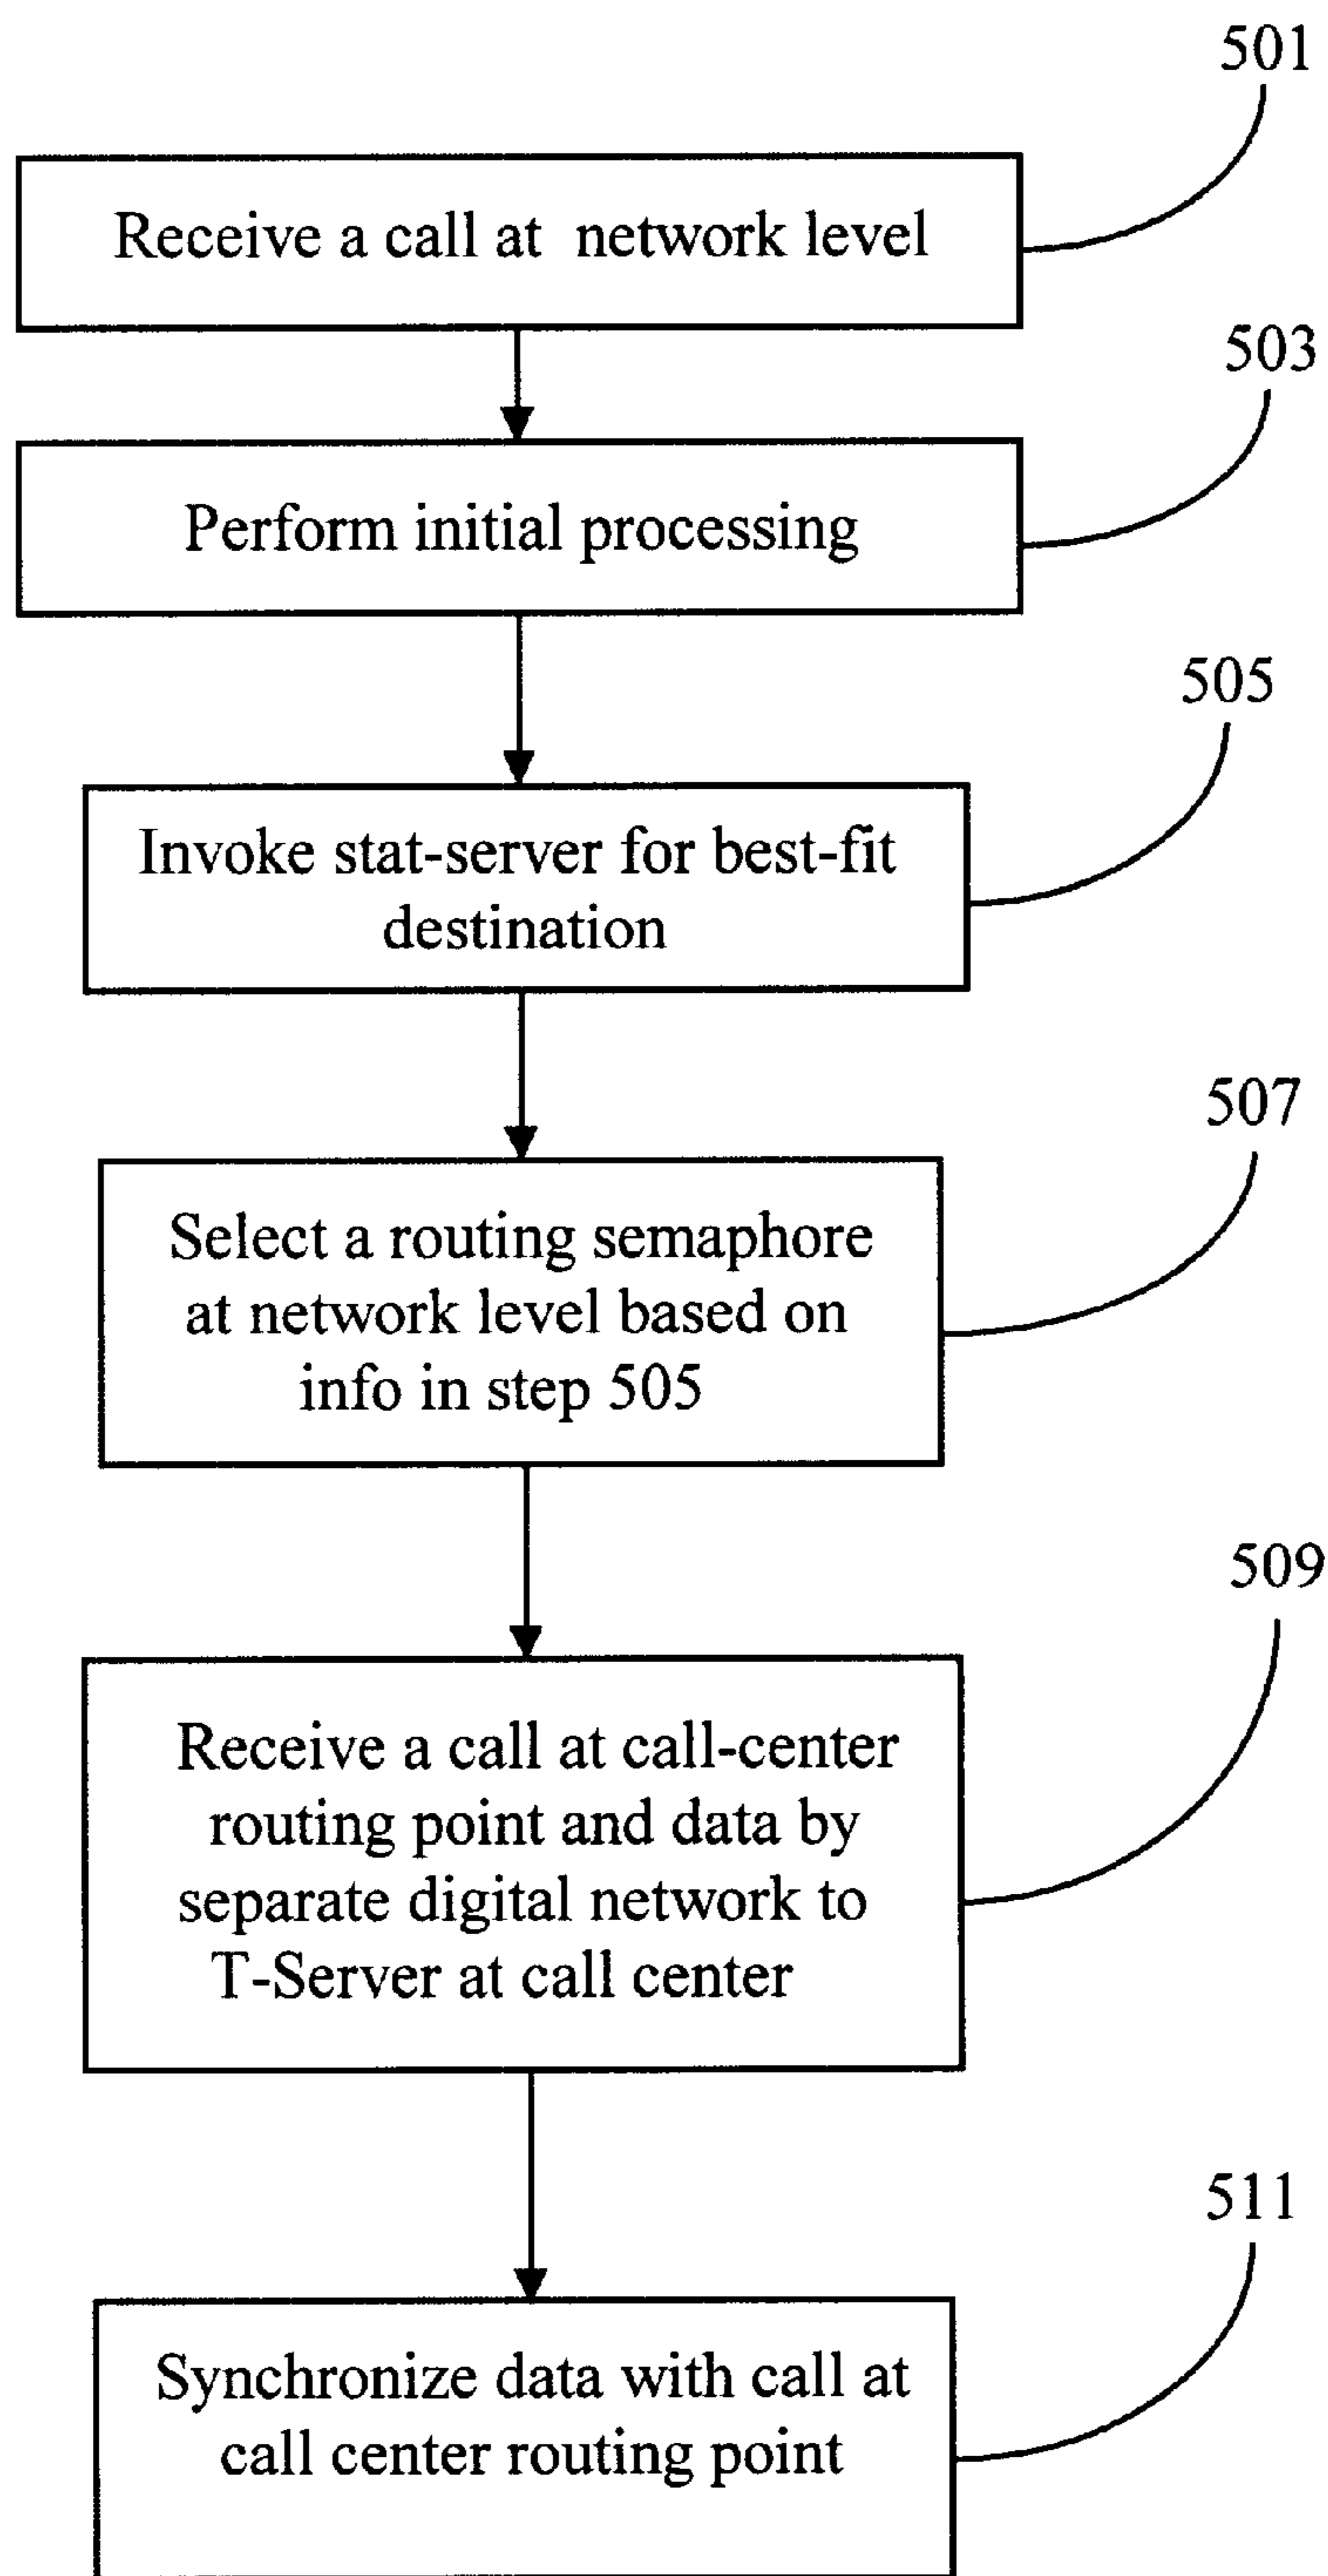 501
Receive a call at network level
503
Perform initial processing
505
Invoke stat-server for best-fit
destination
507
Select a routing semaphore
at network level based on
info in step 505
509
Receive a call at call-center
routing point and data by
separate digital network to
T-Server at call center
511
Synchronize data with call at
call center routing point